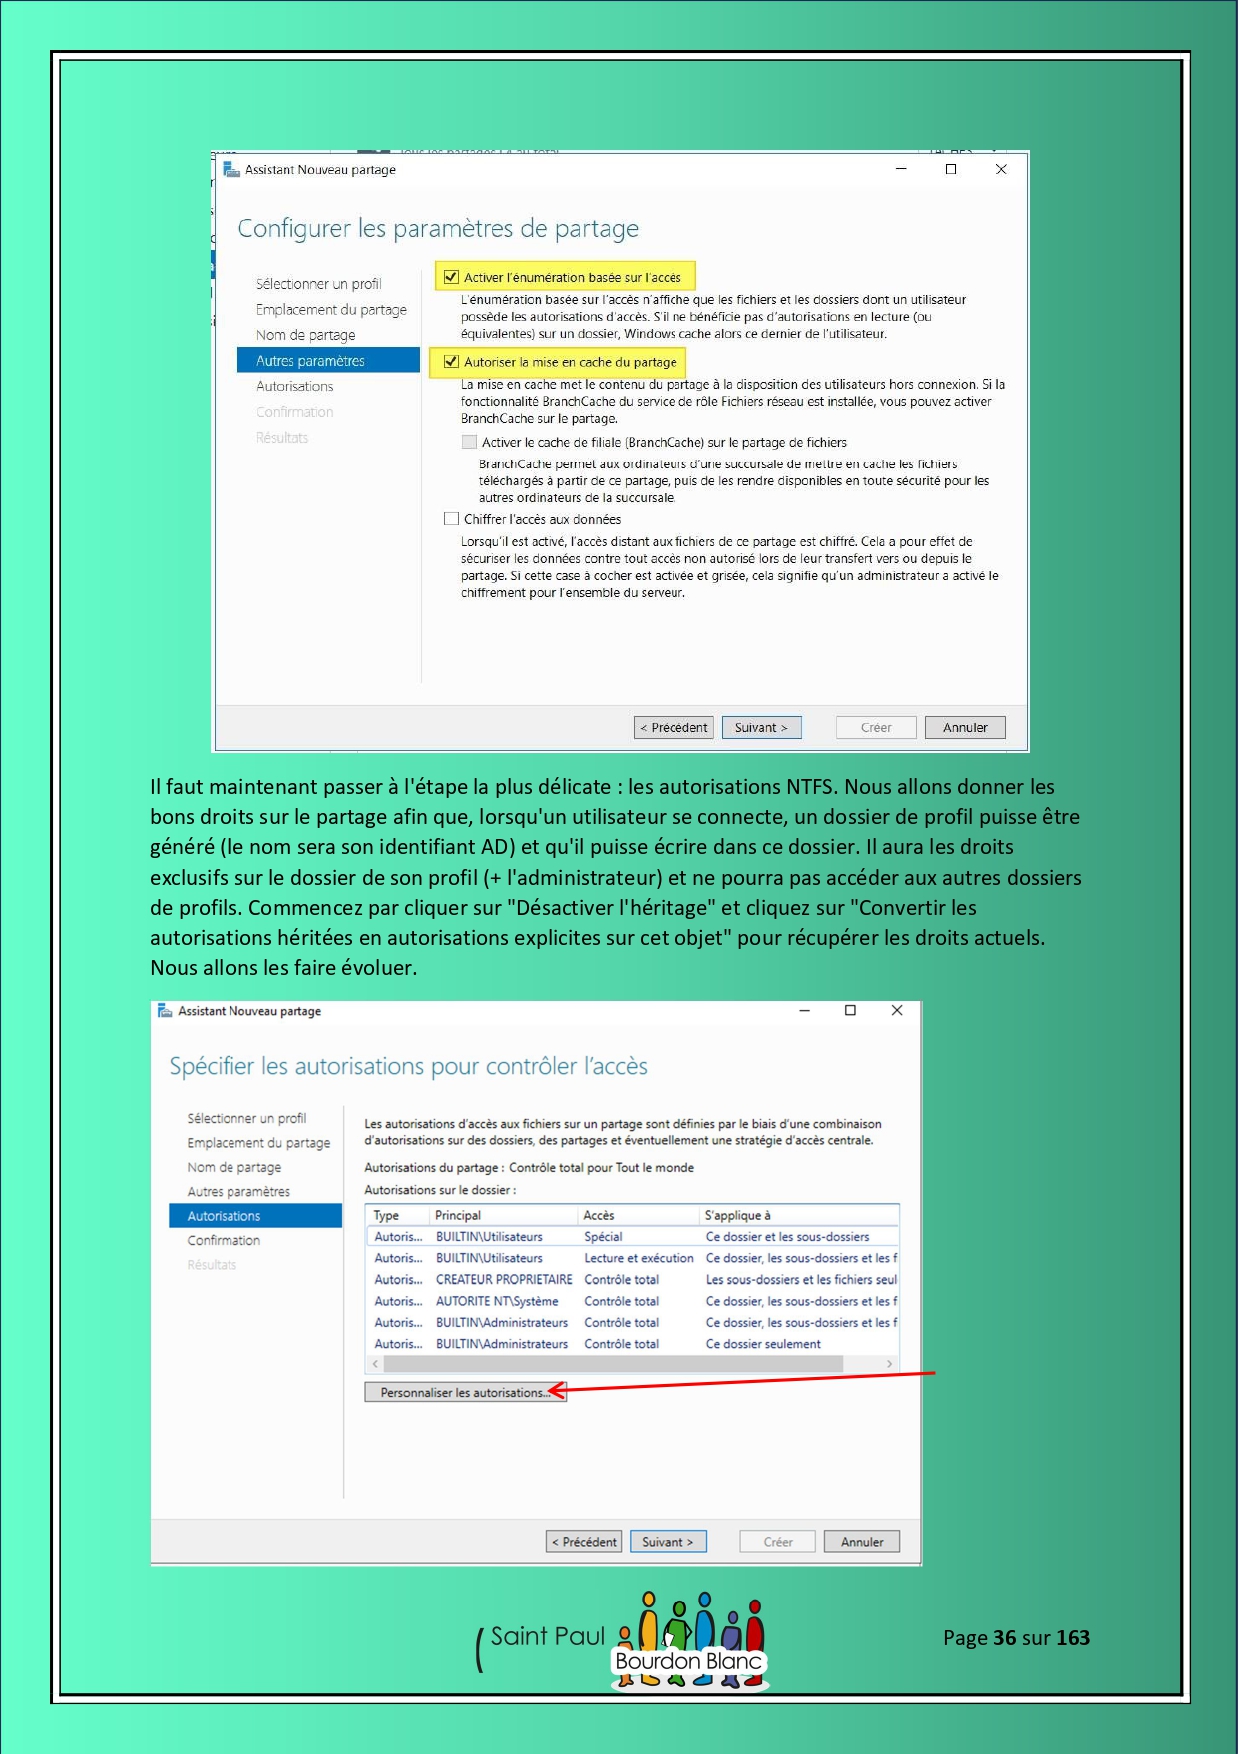 Tous les partages | 4 au total
TÂCHES
Assistant Nouveau partage
Configurer les paramètres de partage
Sélectionner un profil
Emplacement du partage
Nom de partage
Autres paramètres
Autorisations
Confirmation
Résultats
Activer l'énumération basée sur l'accès
L'énumération basée sur l'accès n'affiche que les fichiers et les dossiers dont un utilisateur
possède les autorisations d'accès. S'il ne bénéficie pas d'autorisations en lecture (ou
équivalentes) sur un dossier, Windows cache alors ce dernier de l'utilisateur.
Autoriser la mise en cache du partage
La mise en cache met le contenu du partage à la disposition des utilisateurs hors connexion. Si la
fonctionnalité BranchCache du service de rôle Fichiers réseau est installée, vous pouvez activer
BranchCache sur le partage.
Activer le cache de filiale (BranchCache) sur le partage de fichiers
BranchCache permet aux ordinateurs d'une succursale de mettre en cache les fichiers
téléchargés à partir de ce partage, puis de les rendre disponibles en toute sécurité pour les
autres ordinateurs de la succursale.
Chiffrer l'accès aux données
Lorsqu'il est activé, l'accès distant aux fichiers de ce partage est chiffré. Cela a pour effet de
sécuriser les données contre tout accès non autorisé lors de leur transfert vers ou depuis le
partage. Si cette case à cocher est activée et grisée, cela signifie qu'un administrateur a activé le
chiffrement pour l'ensemble du serveur.
< Précédent Suivant > Créer Annuler
Il faut maintenant passer à l'étape la plus délicate : les autorisations NTFS. Nous allons donner les
bons droits sur le partage afin que, lorsqu'un utilisateur se connecte, un dossier de profil puisse être
généré (le nom sera son identifiant AD) et qu'il puisse écrire dans ce dossier. Il aura les droits
exclusifs sur le dossier de son profil (+ l'administrateur) et ne pourra pas accéder aux autres dossiers
de profils. Commencez par cliquer sur "Désactiver l'héritage" et cliquez sur "Convertir les
autorisations héritées en autorisations explicites sur cet objet" pour récupérer les droits actuels.
Nous allons les faire évoluer.
Assistant Nouveau partage
Spécifier les autorisations pour contrôler l'accès
Sélectionner un profil
Emplacement du partage
Nom de partage
Autres paramètres
Autorisations
Confirmation
Résultats
Les autorisations d'accès aux fichiers sur un partage sont définies par le biais d'une combinaison
d'autorisations sur des dossiers, des partages et éventuellement une stratégie d'accès centrale.
Autorisations du partage : Contrôle total pour Tout le monde
Autorisations sur le dossier :
Type Principal Accès S'applique à
Autoris... BUILTIN\Utilisateurs Spécial Ce dossier et les sous-dossiers
Autoris... BUILTIN\Utilisateurs Lecture et exécution Ce dossier, les sous-dossiers et les f
Autoris... CREATEUR PROPRIETAIRE Contrôle total Les sous-dossiers et les fichiers seul
Autoris... AUTORITE NT\Système Contrôle total Ce dossier, les sous-dossiers et les f
Autoris... BUILTIN\Administrateurs Contrôle total Ce dossier, les sous-dossiers et les f
Autoris... BUILTIN\Administrateurs Contrôle total Ce dossier seulement
Personnaliser les autorisations...
< Précédent Suivant > Créer Annuler
Saint Paul
Bourdon Blanc
Page 36 sur 163